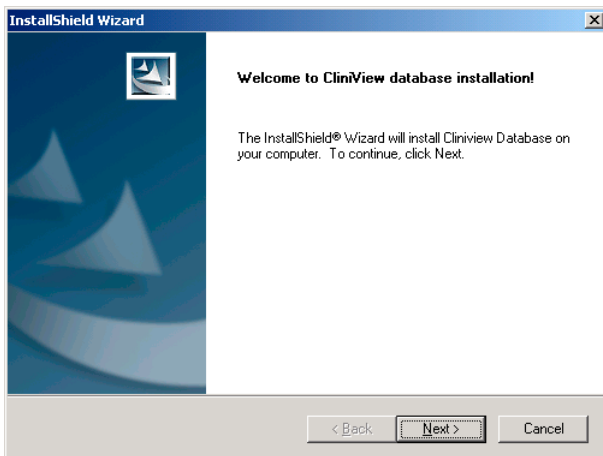 InstallShield Wizard
Welcome to CliniView database installation!
The InstallShield® Wizard will install Cliniview Database on
your computer. To continue, click Next.
< Back
Next >
Cancel